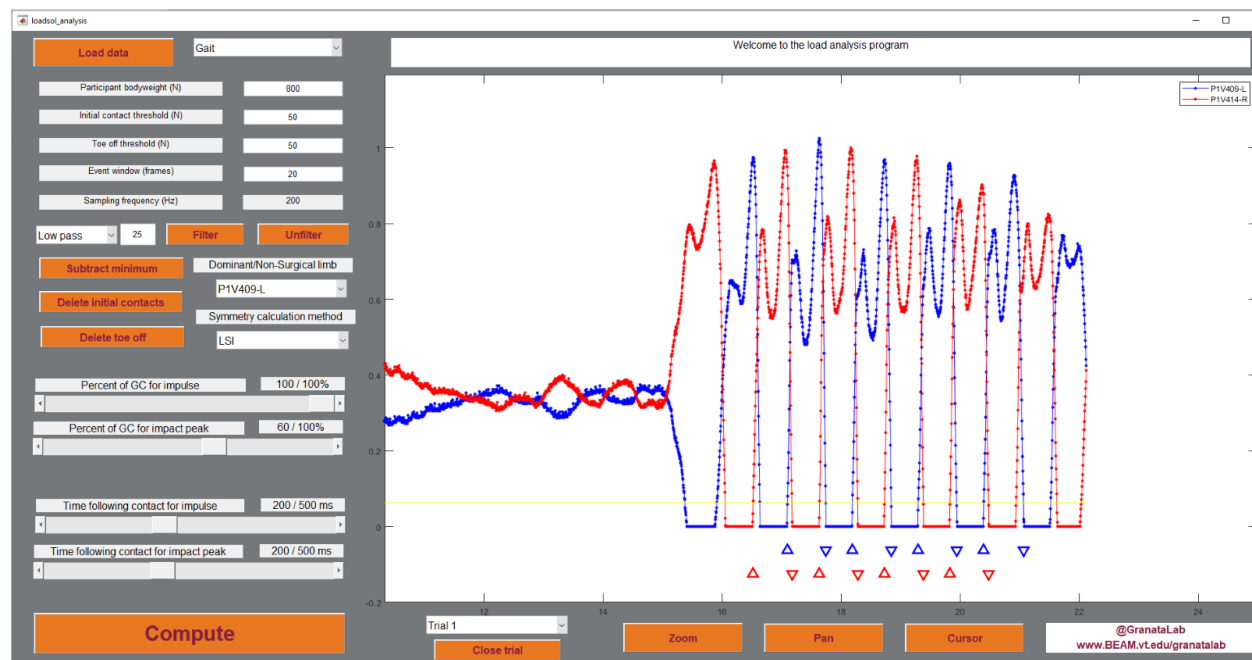 loadsol_analysis
Load data
Gait
Welcome to the load analysis program
Participant bodyweight (N)
800
Initial contact threshold (N)
50
Toe off threshold (N)
50
Event window (frames)
20
Sampling frequency (Hz)
200
Low pass
25
Filter
Unfilter
Subtract minimum
Dominant/Non-Surgical limb
P1V409-L
Delete initial contacts
Symmetry calculation method
Delete toe off
LSI
Percent of GC for impulse
100 / 100%
Percent of GC for impact peak
60 / 100%
Time following contact for impulse
200 / 500 ms
Time following contact for impact peak
200 / 500 ms
Compute
P1V409-L
P1V414-R
1
0.8
0.6
0.4
0.2
0
-0.2
12
14
16
18
20
22
24
Trial 1
Close trial
Zoom
Pan
Cursor
@GranataLab
www.BEAM.vt.edu/granatalab